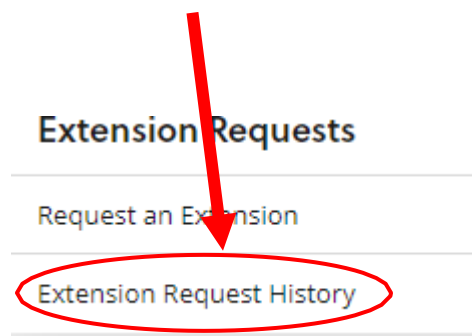 Extension Requests
Request an Extension
Extension Request History